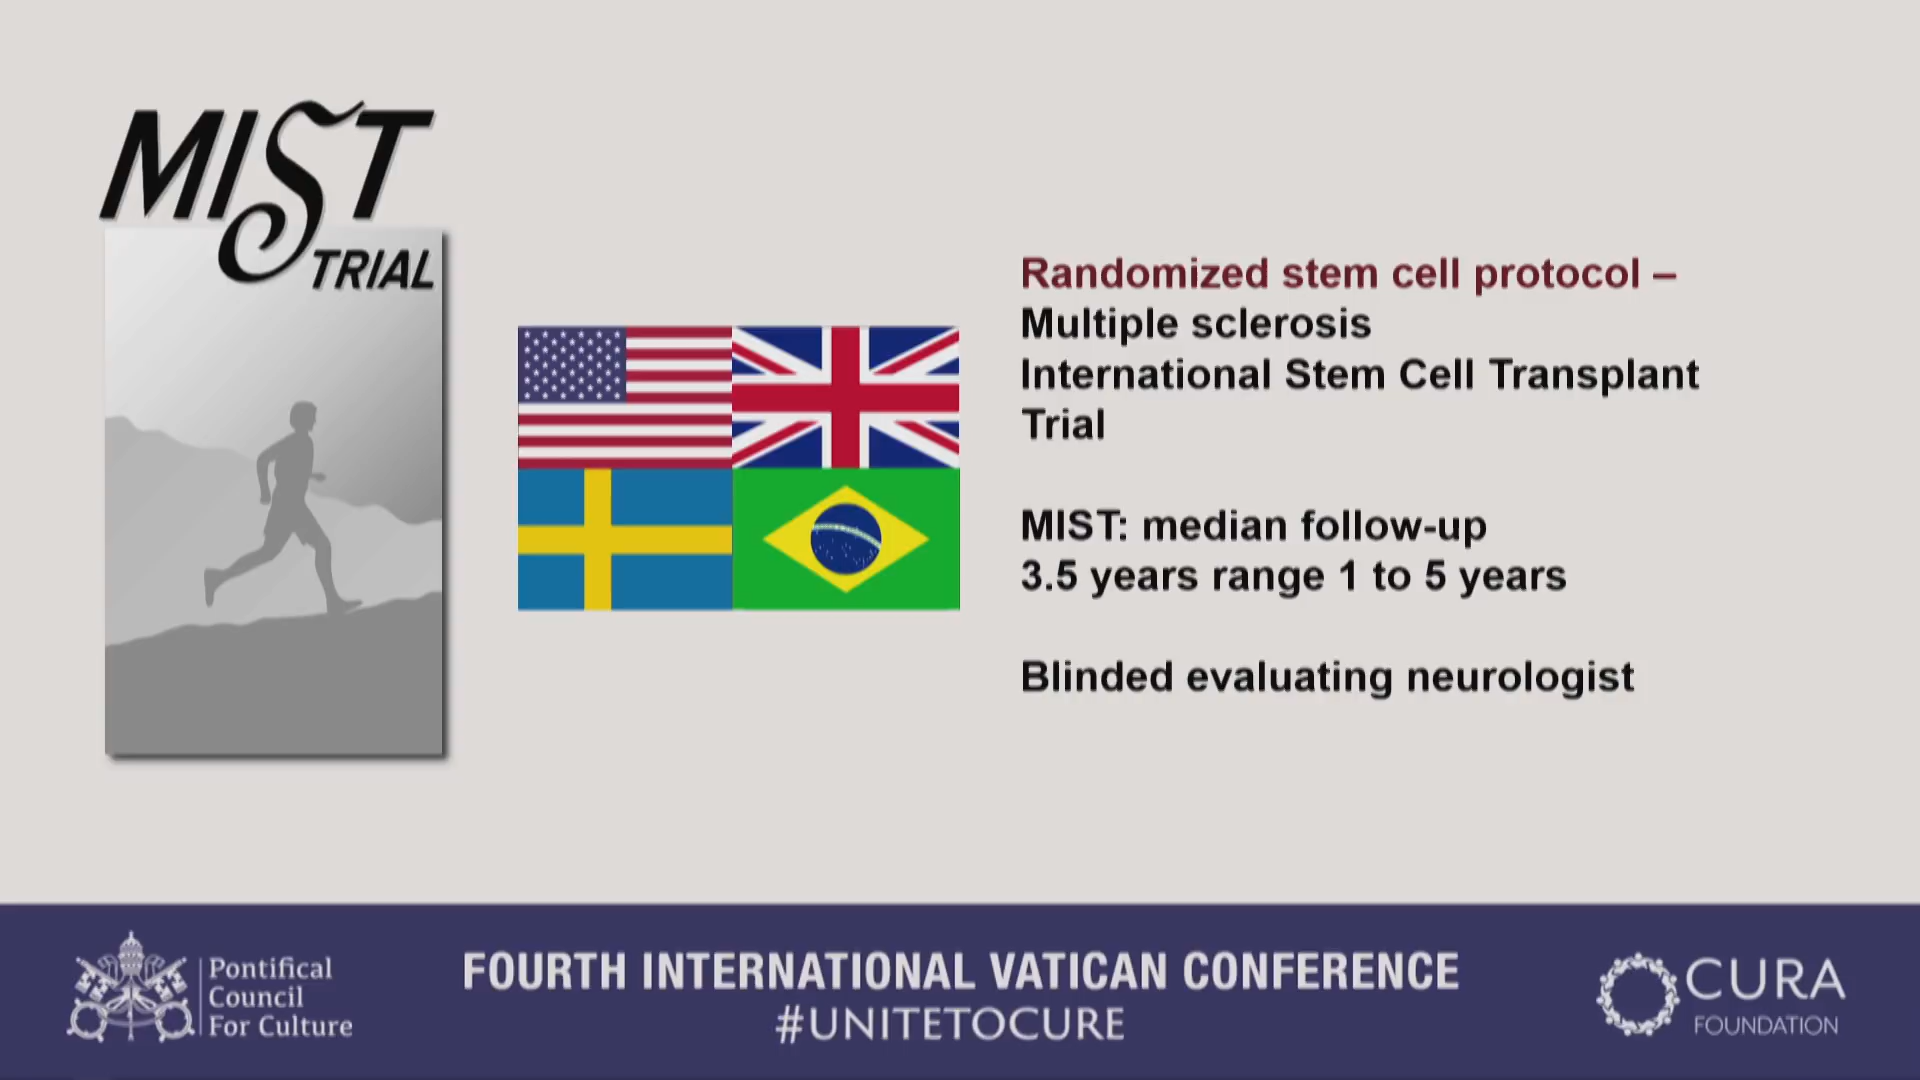 MIST
TRIAL
Randomized stem cell protocol –
Multiple sclerosis
International Stem Cell Transplant
Trial
MIST: median follow-up
3.5 years range 1 to 5 years
Blinded evaluating neurologist
Pontifical
Council
For Culture
FOURTH INTERNATIONAL VATICAN CONFERENCE
#UNITETOCURE
CURA
FOUNDATION